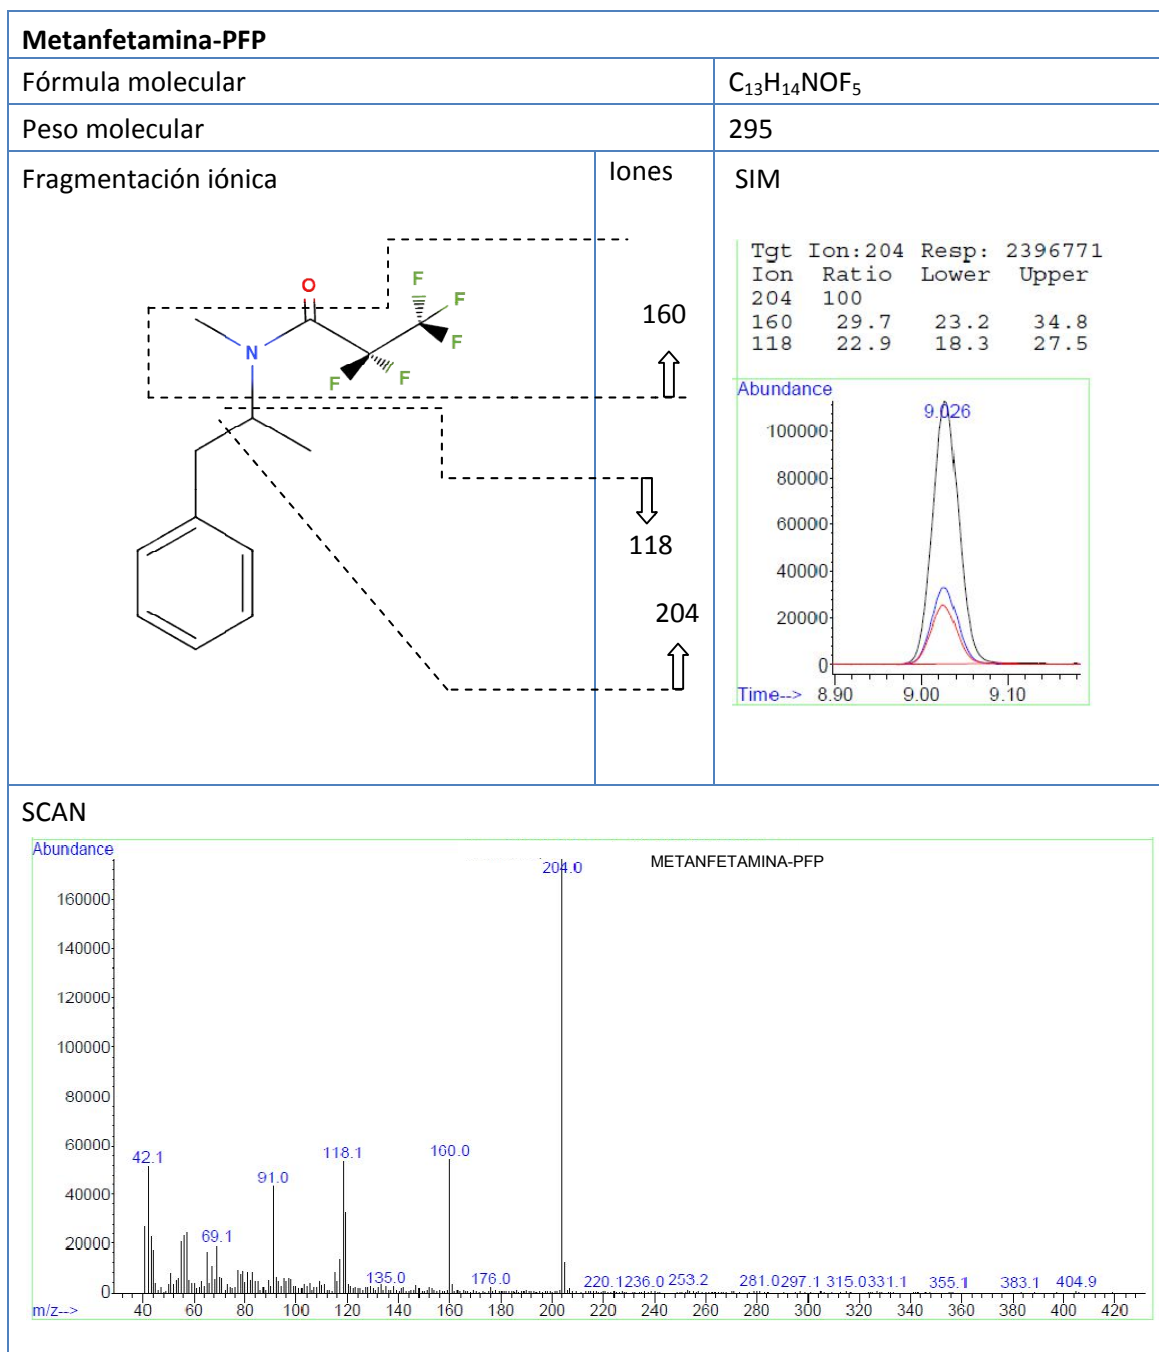 Metanfetamina-PFP
Fórmula molecular C13H14NOF5
Peso molecular 295
Fragmentación iónica Iones SIM
Tgt Ion:204 Resp: 2396771
Ion Ratio Lower Upper
204 100
160 29.7 23.2 34.8
118 22.9 18.3 27.5
O
F
F
F
N
F
F
160
118
204
Abundance
9.026
100000
80000
60000
40000
20000
0
Time--> 8.90 9.00 9.10
SCAN
Abundance
METANFETAMINA-PFP
204.0
160000
140000
120000
100000
80000
60000
40000
20000
0
42.1
69.1
91.0
118.1
135.0
160.0
176.0
220.1
236.0
253.2
281.0
297.1
315.0
331.1
355.1
383.1
404.9
m/z--> 40 60 80 100 120 140 160 180 200 220 240 260 280 300 320 340 360 380 400 420